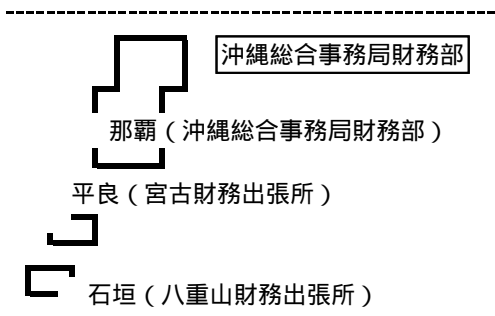 沖縄総合事務局財務部
那覇（沖縄総合事務局財務部）
平良（宮古財務出張所）
石垣（八重山財務出張所）